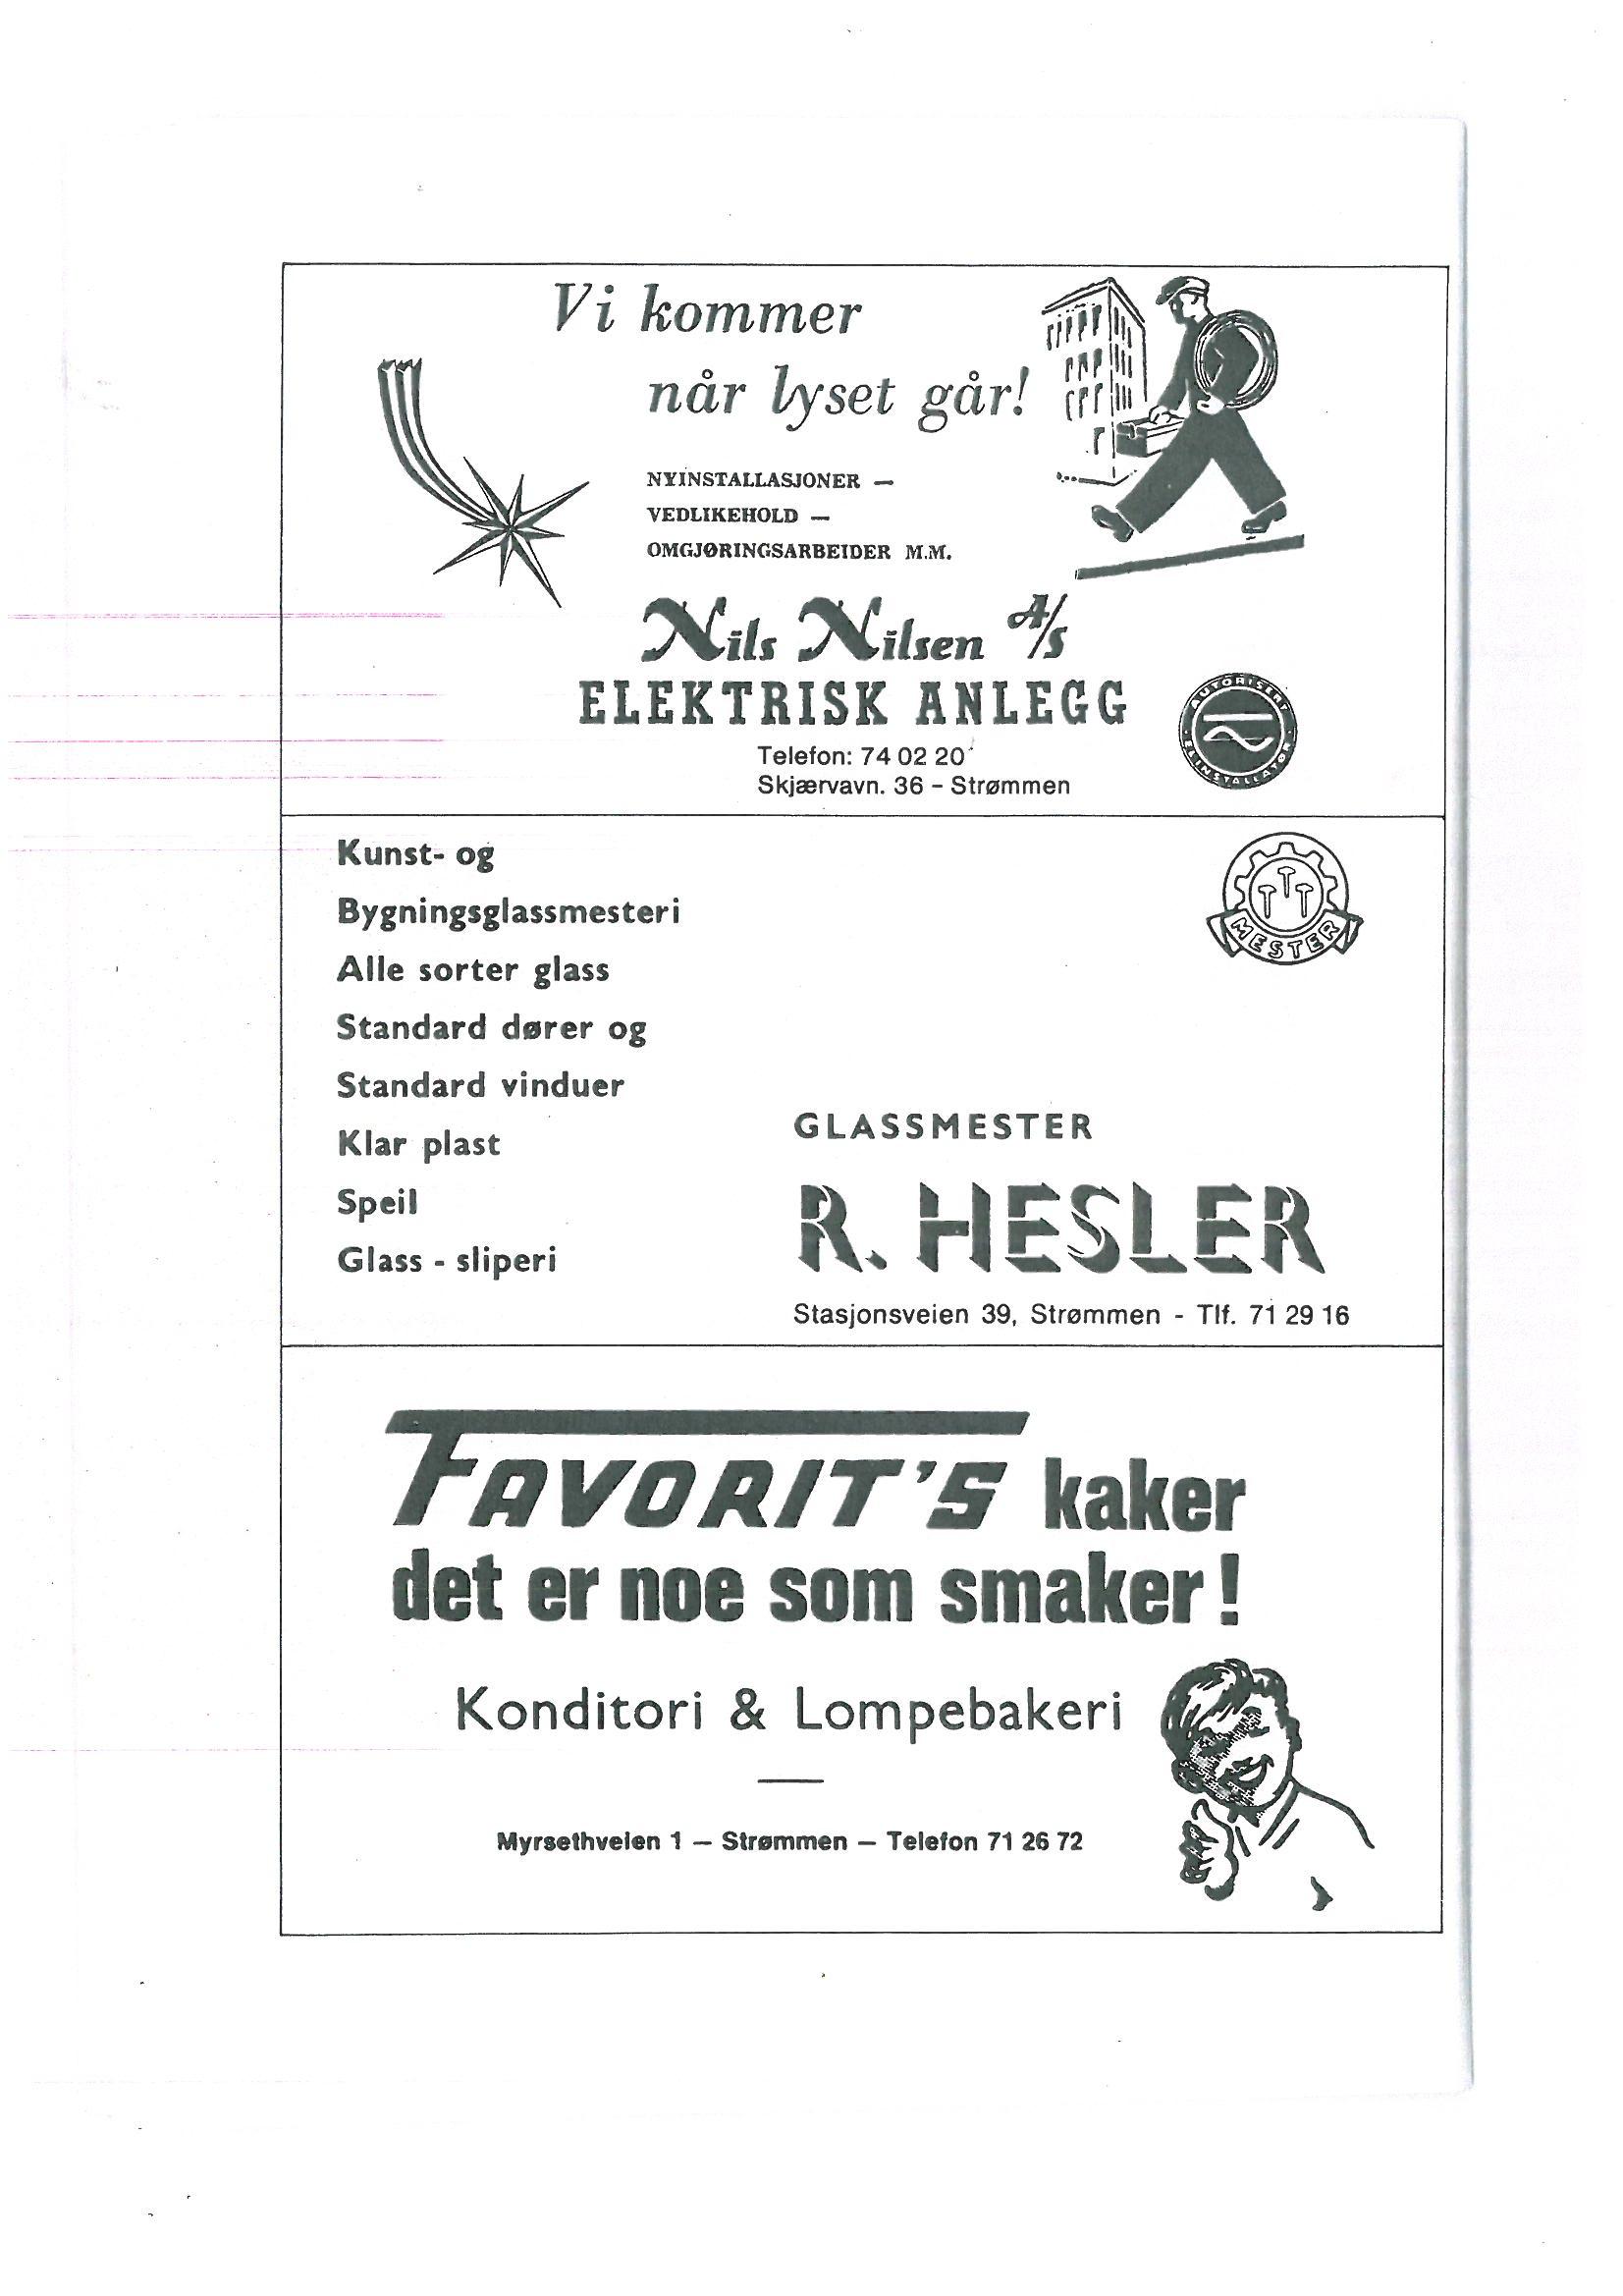 Vi kommer
når lyset går!
NYINSTALLASJONER —
VEDLIKEHOLD —
OMGJØRINGSARBEIDER M.M.
Nils Nilsen A/S
ELEKTRISK ANLEGG
Telefon: 74 02 20
Skjærvavn. 36 – Strømmen
AUTORISERT
ELINSTALLATØR
Kunst- og
Bygningsglassmesteri
Alle sorter glass
Standard dører og
Standard vinduer
Klar plast
Speil
Glass - sliperi
MESTER
GLASSMESTER
R. HESLER
Stasjonsveien 39, Strømmen - Tlf. 71 29 16
FAVORIT'S kaker
det er noe som smaker!
Konditori & Lompebakeri
Myrsethveien 1 — Strømmen — Telefon 71 26 72